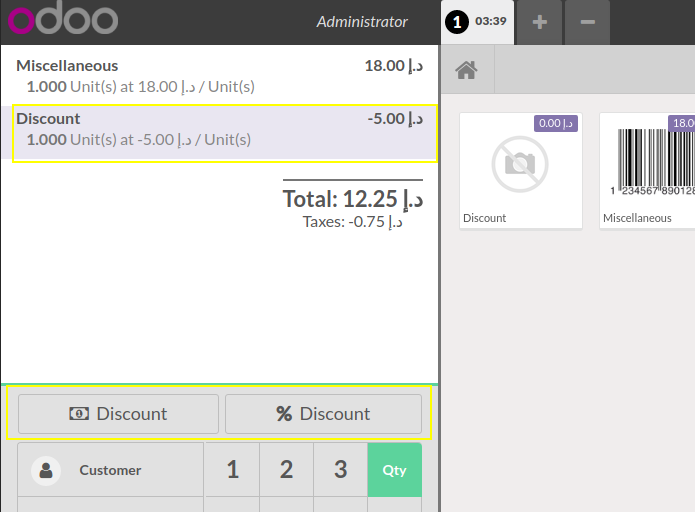 odoo
Administrator
1 03:39
Miscellaneous 18.00 د.إ
1.000 Unit(s) at 18.00 د.إ / Unit(s)
Discount -5.00 د.إ
1.000 Unit(s) at -5.00 د.إ / Unit(s)
Total: 12.25 د.إ
Taxes: -0.75 د.إ
0.00 د.إ
Discount
18.0
1 234567 890128
Miscellaneous
Discount
% Discount
Customer
1 2 3 Qty